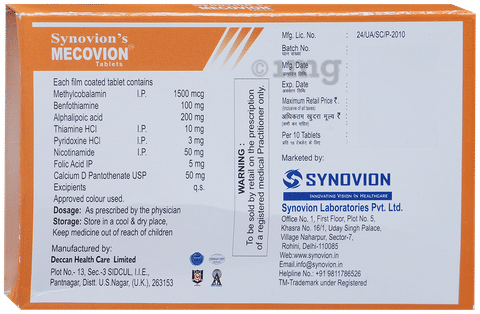 Synovion's
MECOVION
Tablets
Each film coated tablet contains
Methylcobalamin I.P. 1500 mcg
Benfothiamine 100 mg
Alphalipoic acid 200 mg
Thiamine HCl I.P. 10 mg
Pyridoxine HCl I.P. 3 mg
Nicotinamide I.P. 50 mg
Folic Acid IP 5 mg
Calcium D Pantothenate USP 50 mg
Excipients q.s.
Approved colour used.
Dosage: As prescribed by the physician
Storage: Store in a cool & dry place,
Keep medicine out of reach of children
Manufactured by:
Deccan Health Care Limited
Plot No.- 13, Sec.-3 SIDCUL, I.I.E.,
Pantnagar, Distt. U.S.Nagar, (U.K.), 263153
WARNING :
To be sold by retail on the prescription
of a registered medical Practitioner only.
Mfg. Lic. No. : 24/UA/SC/P-2010
Batch No.
Mfg. Date :
Exp. Date :
Maximum Retail Price ₹.
(Inclusive of all taxes)
अधिकतम खुदरा मूल्य ₹ :
Per 10 Tablets :
Marketed by:
SYNOVION
INNOVATING VISION IN HEALTHCARE
Synovion Laboratories Pvt. Ltd.
Office No. 1, First Floor, Plot No. 5,
Khasra No. 16/1, Uday Singh Palace,
Village Naharpur, Sector-7,
Rohini, Delhi-110085
Web:www.synovion.in
Email.info@synovion.in
Helpline No.: +91 9811786526
TM-Trademark under Registered